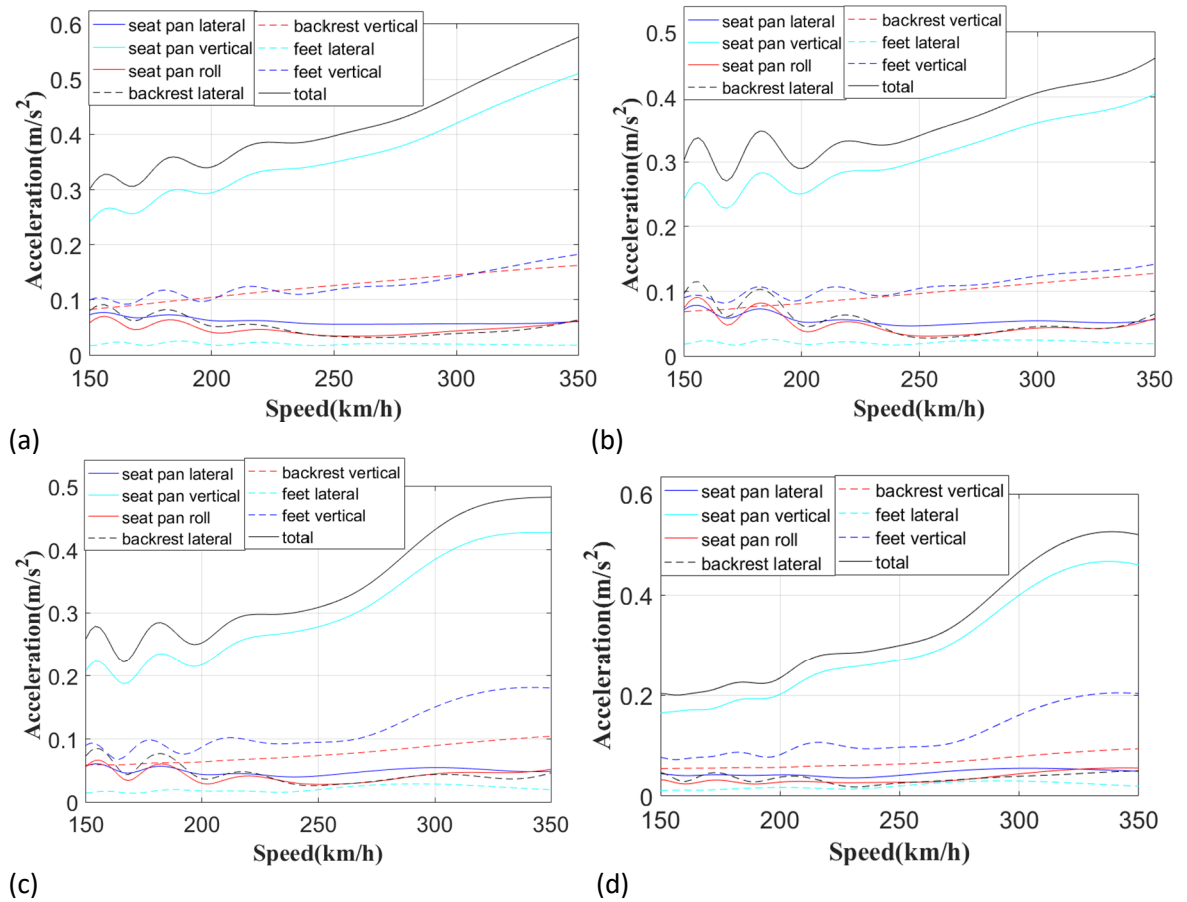 0.6
seat pan lateral
seat pan vertical
seat pan roll
backrest lateral
backrest vertical
feet lateral
feet vertical
total
0.5
0.4
0.3
0.2
0.1
0
Acceleration(m/s²)
150 200 250 300 350
Speed(km/h)
(a)
seat pan lateral
seat pan vertical
seat pan roll
backrest lateral
backrest vertical
feet lateral
feet vertical
total
0.5
0.4
0.3
0.2
0.1
0
Acceleration(m/s²)
150 200 250 300 350
Speed(km/h)
(b)
seat pan lateral
seat pan vertical
seat pan roll
backrest lateral
backrest vertical
feet lateral
feet vertical
total
0.5
0.4
0.3
0.2
0.1
0
Acceleration(m/s²)
150 200 250 300 350
Speed(km/h)
(c)
0.6
seat pan lateral
seat pan vertical
seat pan roll
backrest lateral
backrest vertical
feet lateral
feet vertical
total
0.4
0.2
0
Acceleration(m/s²)
150 200 250 300 350
Speed(km/h)
(d)